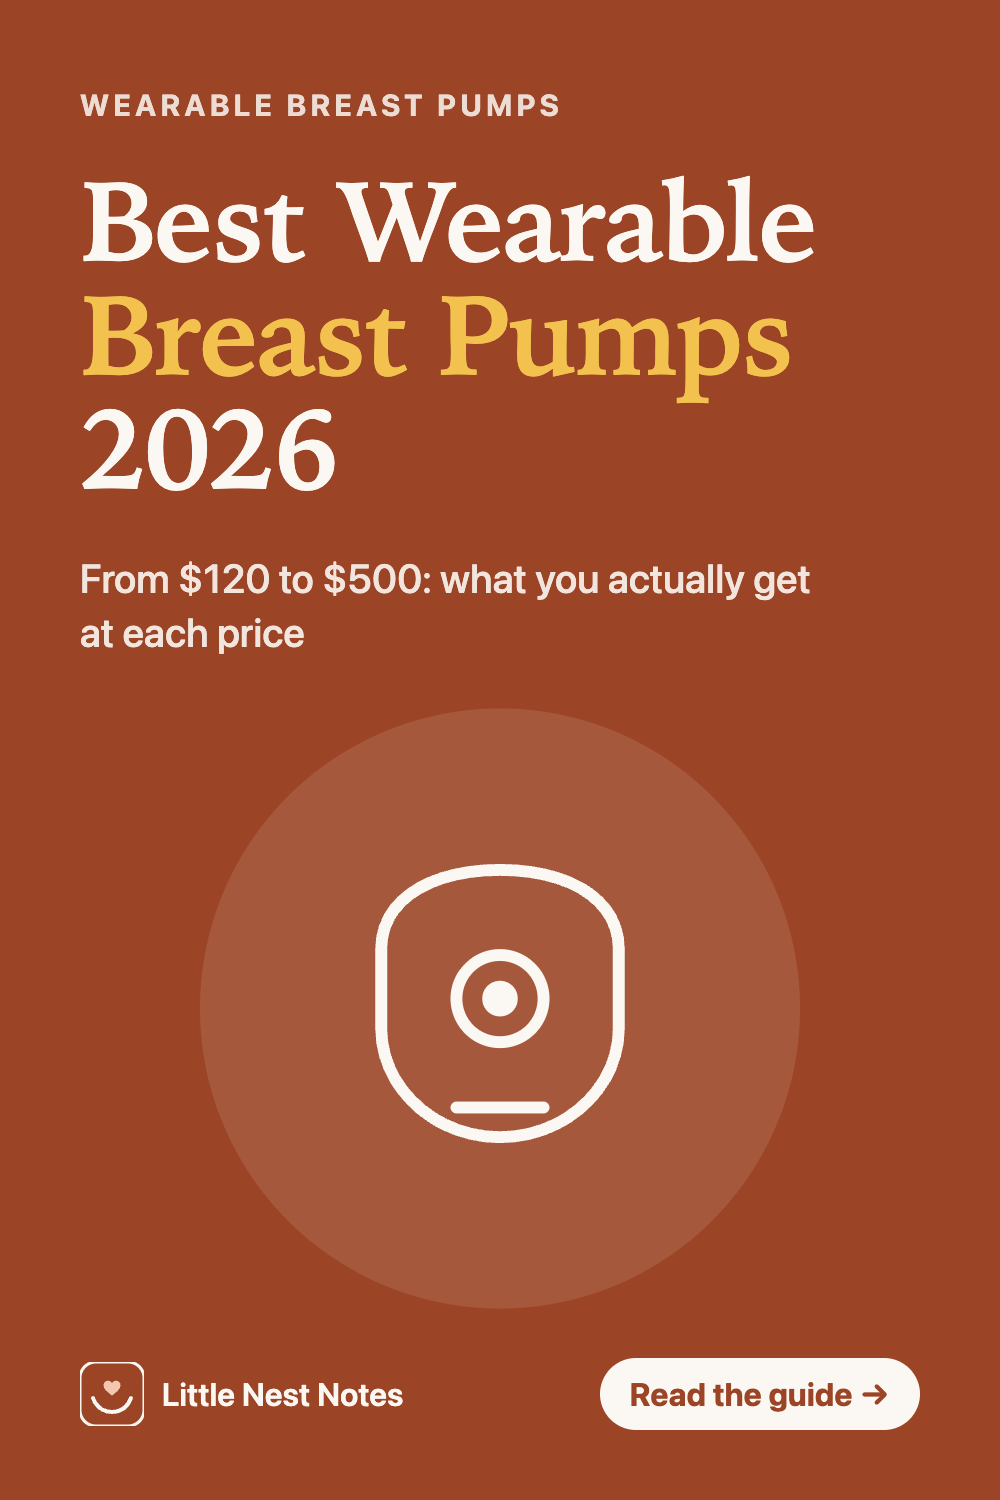 WEARABLE BREAST PUMPS
Best Wearable
Breast Pumps
2026
From $120 to $500: what you actually get
at each price
Little Nest Notes
Read the guide →